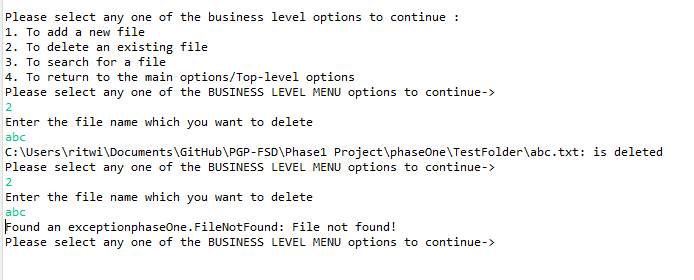 Please select any one of the business level options to continue :
1. To add a new file
2. To delete an existing file
3. To search for a file
4. To return to the main options/Top-level options
Please select any one of the BUSINESS LEVEL MENU options to continue->
2
Enter the file name which you want to delete
abc
C:\Users\ritwi\Documents\GitHub\PGP-FSD\Phase1 Project\phaseOne\TestFolder\abc.txt: is deleted
Please select any one of the BUSINESS LEVEL MENU options to continue->
2
Enter the file name which you want to delete
abc
Found an exceptionphaseOne.FileNotFound: File not found!
Please select any one of the BUSINESS LEVEL MENU options to continue->